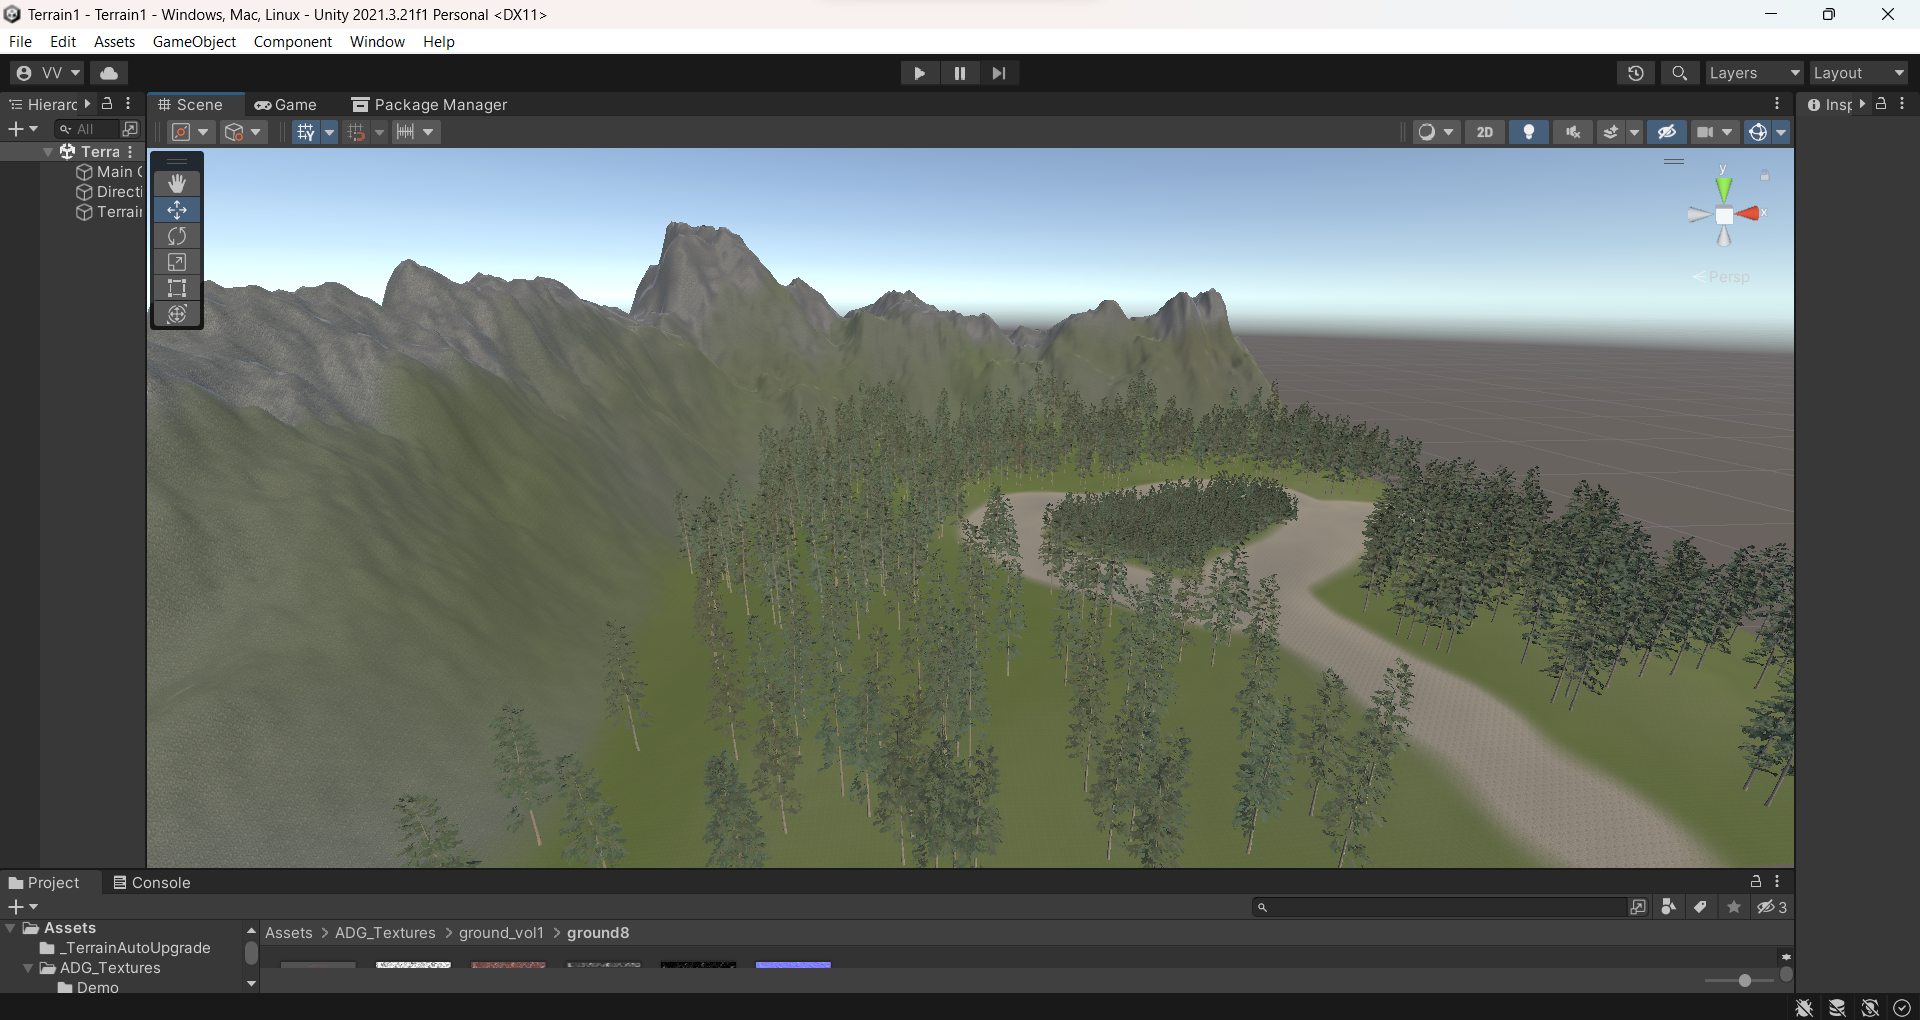 Terrain1 - Terrain1 - Windows, Mac, Linux - Unity 2021.3.21f1 Personal <DX11>
File Edit Assets GameObject Component Window Help
VV Layers Layout
Hierarc Scene Game Package Manager Insp
All 2D
Terra
Main C
Directi
Terrain
y
x
Persp
Project Console
3
Assets
Assets > ADG_Textures > ground_vol1 > ground8
_TerrainAutoUpgrade
ADG_Textures
Demo